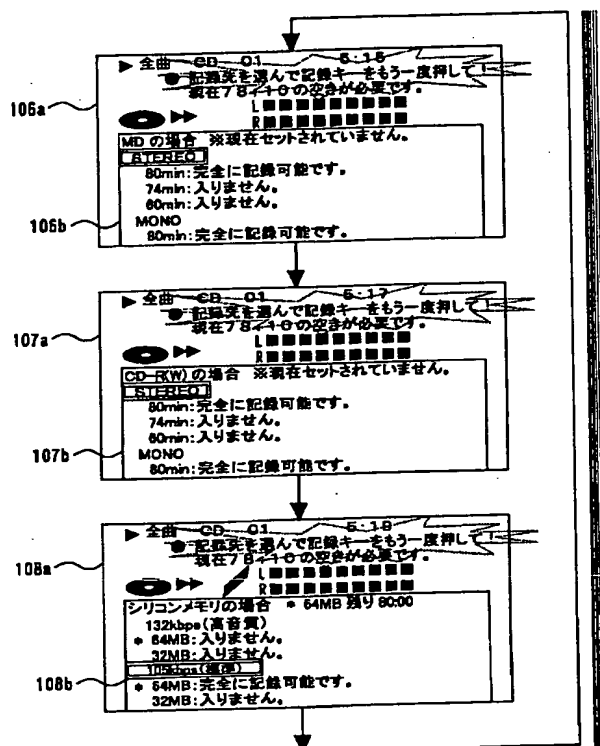 ▶ 全曲 CD 01 5:15
● 記録先を選んで記録キーをもう一度押して
現在78:10の空きが必要です。
106a
L
R
MD の場合 ※現在セットされていません。
STEREO
80min:完全に記録可能です。
74min:入りません。
60min:入りません。
106b
MONO
80min:完全に記録可能です。
▶ 全曲 CD 01 5:17
● 記録先を選んで記録キーをもう一度押して
107a
現在78:10の空きが必要です。
L
R
CD-R(W) の場合 ※現在セットされていません。
STEREO
80min:完全に記録可能です。
74min:入りません。
60min:入りません。
107b
MONO
80min:完全に記録可能です。
▶ 全曲 CD 01 5:19
● 記録先を選んで記録キーをもう一度押して
108a
現在78:10の空きが必要です。
L
R
シリコンメモリの場合 * 64MB 残り 80:00
132kbps(高音質)
* 64MB:入りません。
32MB:入りません。
105kbps(標準)
108b
* 64MB:完全に記録可能です。
32MB:入りません。